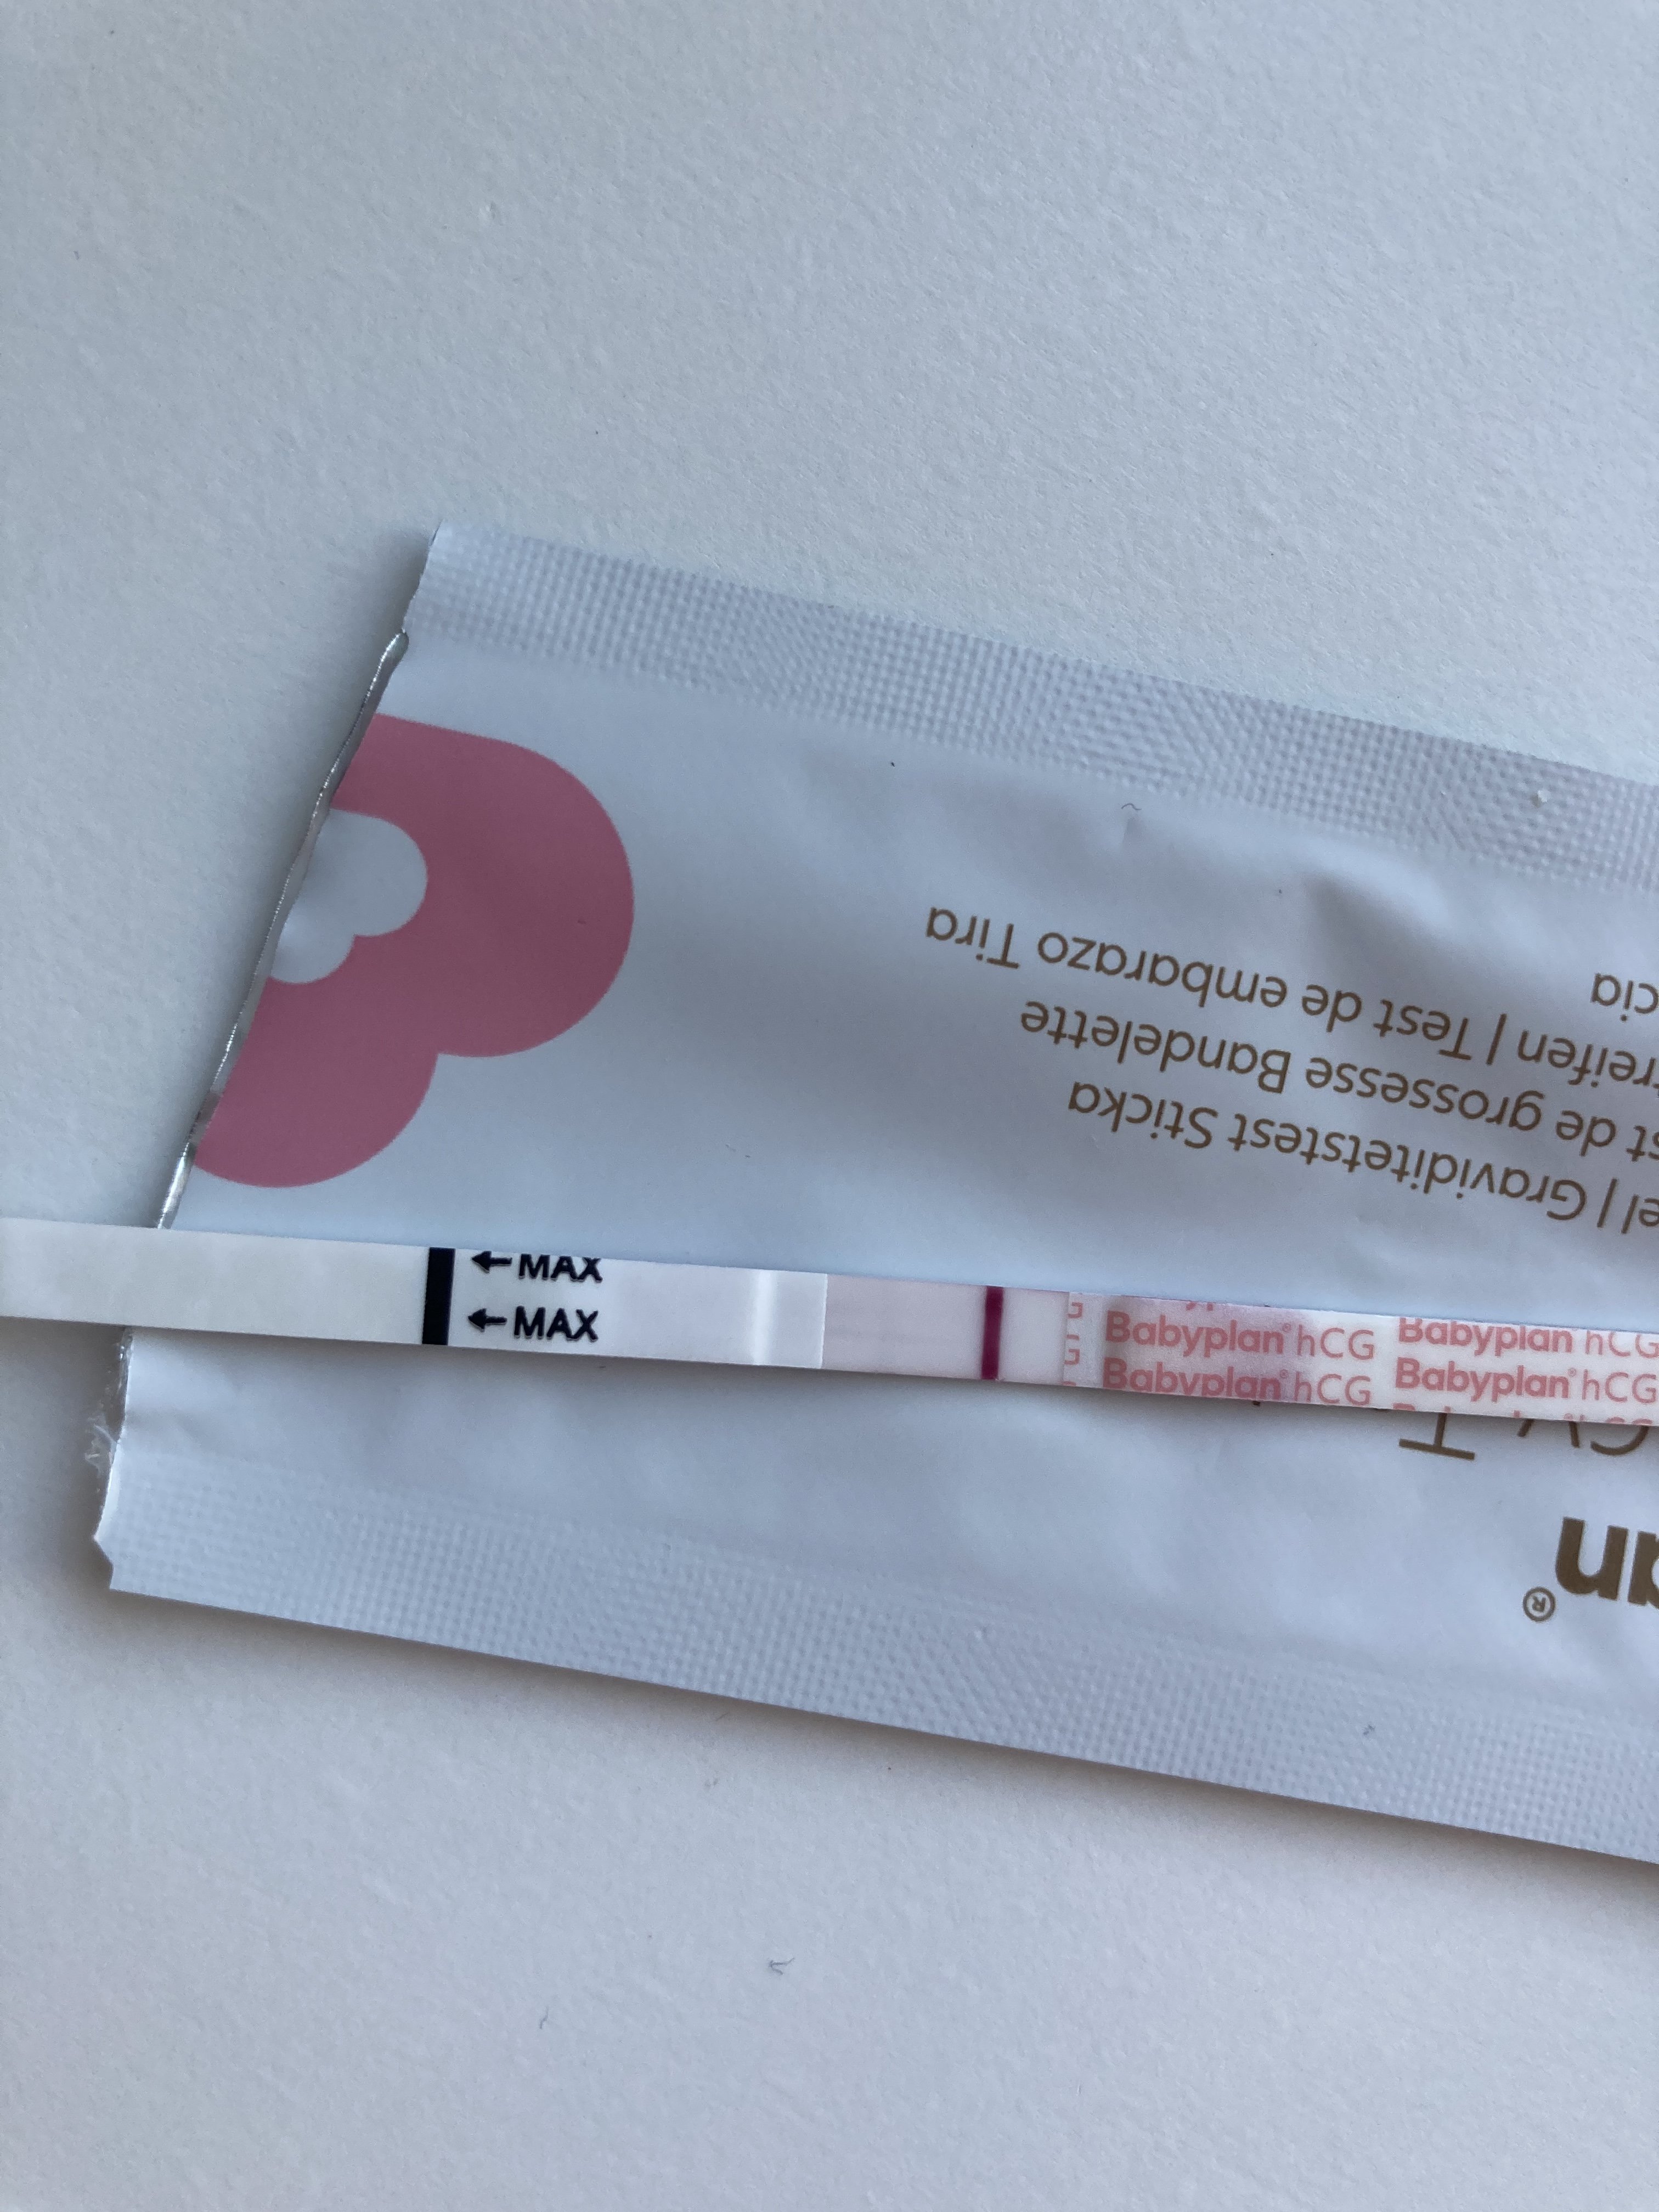 ← MAX
← MAX
Babyplan® hCG Babyplan hCG
Babyplan® hCG Babyplan® hCG
an®
el | Graviditetstest Sticka
st de grossesse Bandelette
reifen | Test de embarazo Tira
cia